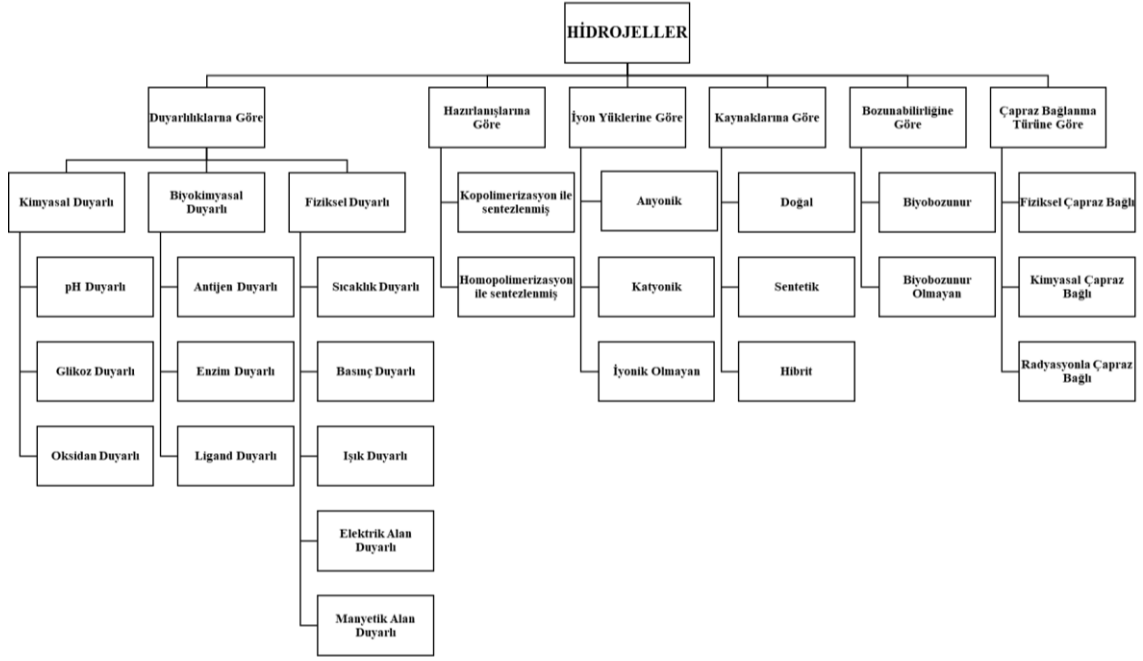 HİDROJELLER
Duyarlılıklarna Göre
Hazırlanışlarına
Göre
İyon Yüklerine Göre
Kaynaklarına Göre
Bozunabilirliğine
Göre
Çapraz Bağlanma
Türüne Göre
Kimyasal Duyarlı
Biyokimyasal
Duyarlı
Fiziksel Duyarlı
Kopolimerizasyon ile
sentezlenmiş
Anyonik
Doğal
Biyobozunur
Fiziksel Çapraz Bağlı
pH Duyarlı
Antijen Duyarlı
Sıcaklık Duyarlı
Homopolimerizasyon
ile sentezlenmiş
Katyonik
Sentetik
Biyobozunur
Olmayan
Kimyasal Çapraz
Bağlı
Glikoz Duyarlı
Enzim Duyarlı
Basınç Duyarlı
İyonik Olmayan
Hibrit
Radyasyonla Çapraz
Bağlı
Oksidan Duyarlı
Ligand Duyarlı
Işık Duyarlı
Elektrik Alan
Duyarlı
Manyetik Alan
Duyarlı